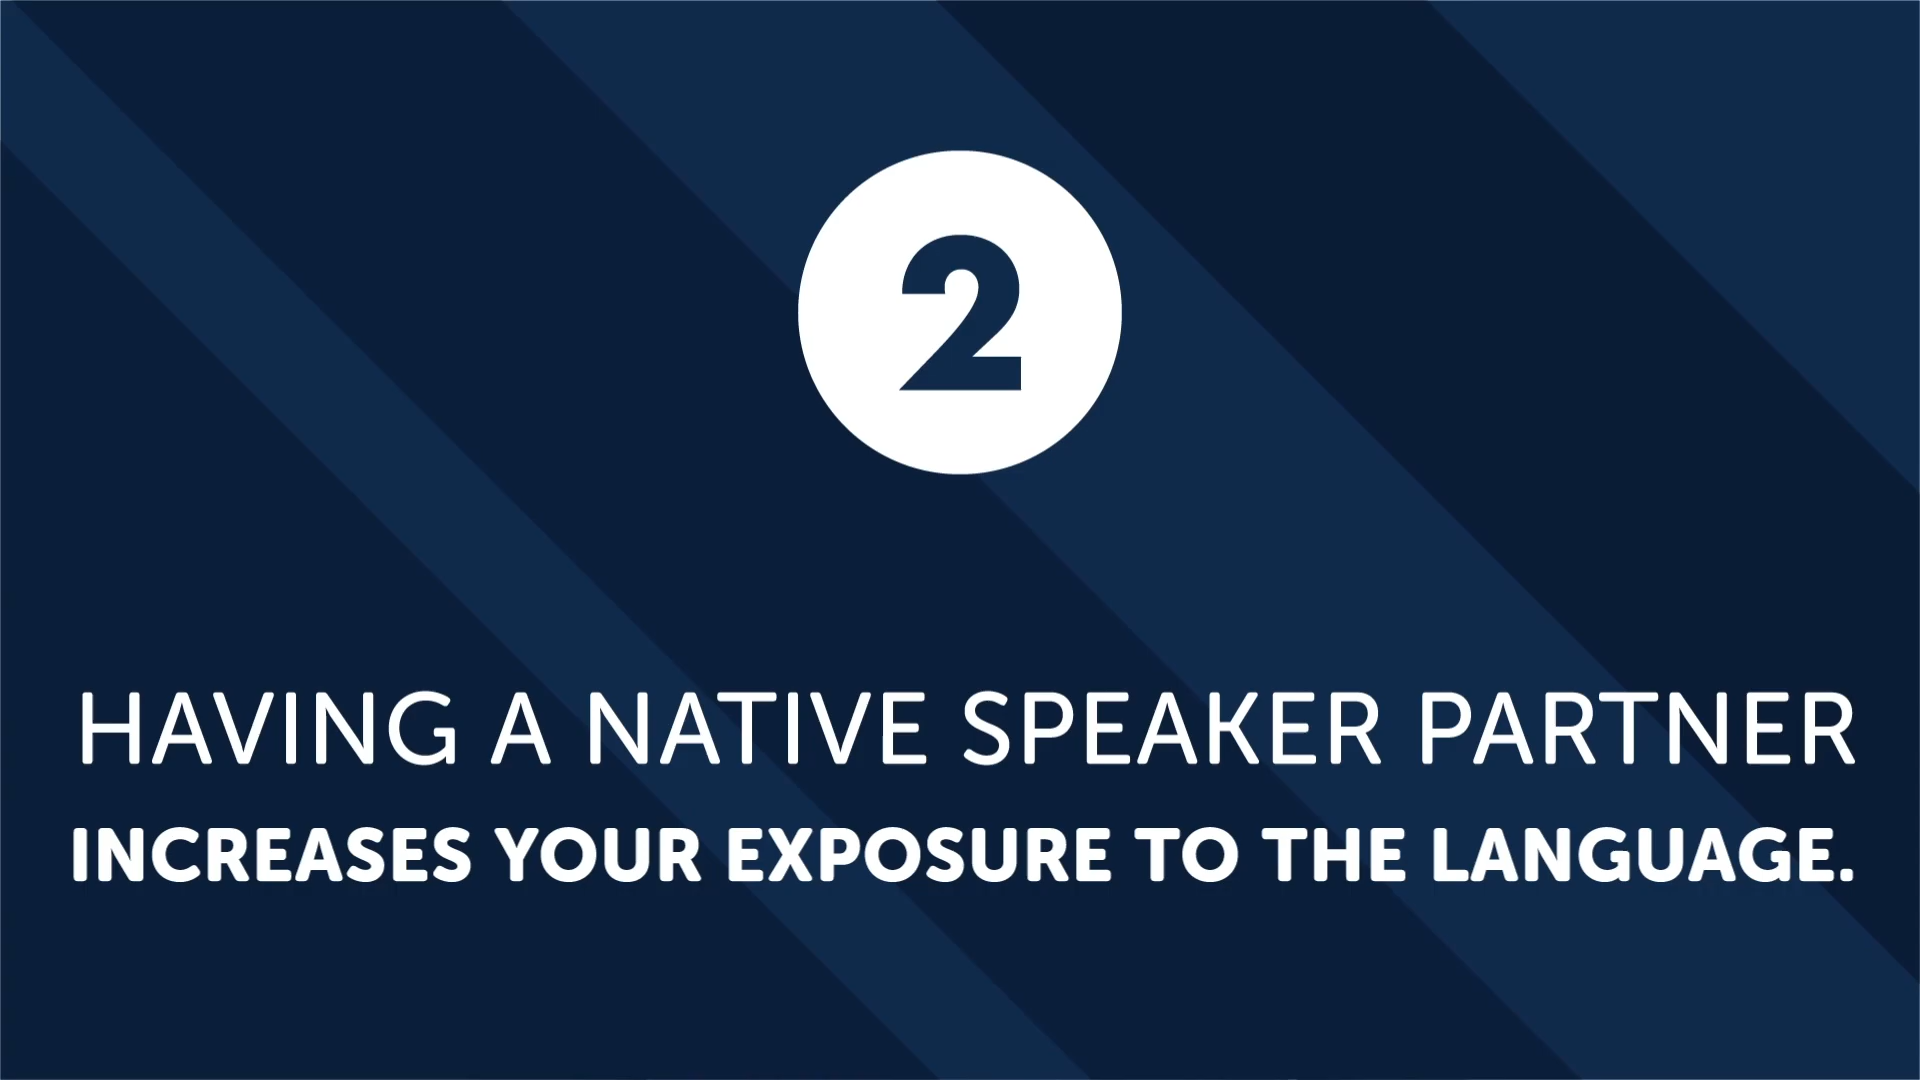 2
HAVING A NATIVE SPEAKER PARTNER
INCREASES YOUR EXPOSURE TO THE LANGUAGE.